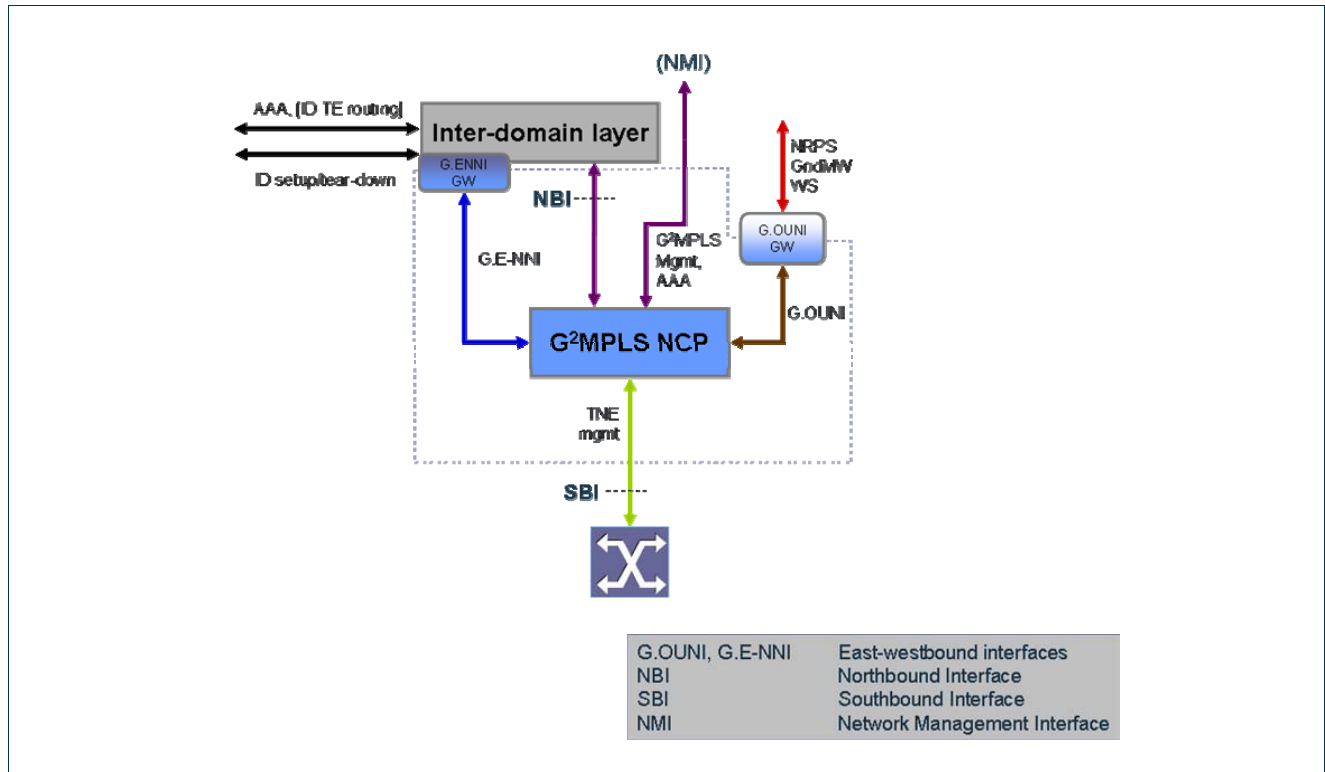 (NMI)
AAA, [ID TE routing]
Inter-domain layer
ID setup/tear-down
G.ENNI
GW
NRPS
GridMW
WS
NBI
G.OUNI
GW
G.E-NNI
G²MPLS
Mgmt,
AAA
G.OUNI
G²MPLS NCP
TNE
mgmt
SBI
G.OUNI, G.E-NNI East-westbound interfaces
NBI Northbound Interface
SBI Southbound Interface
NMI Network Management Interface